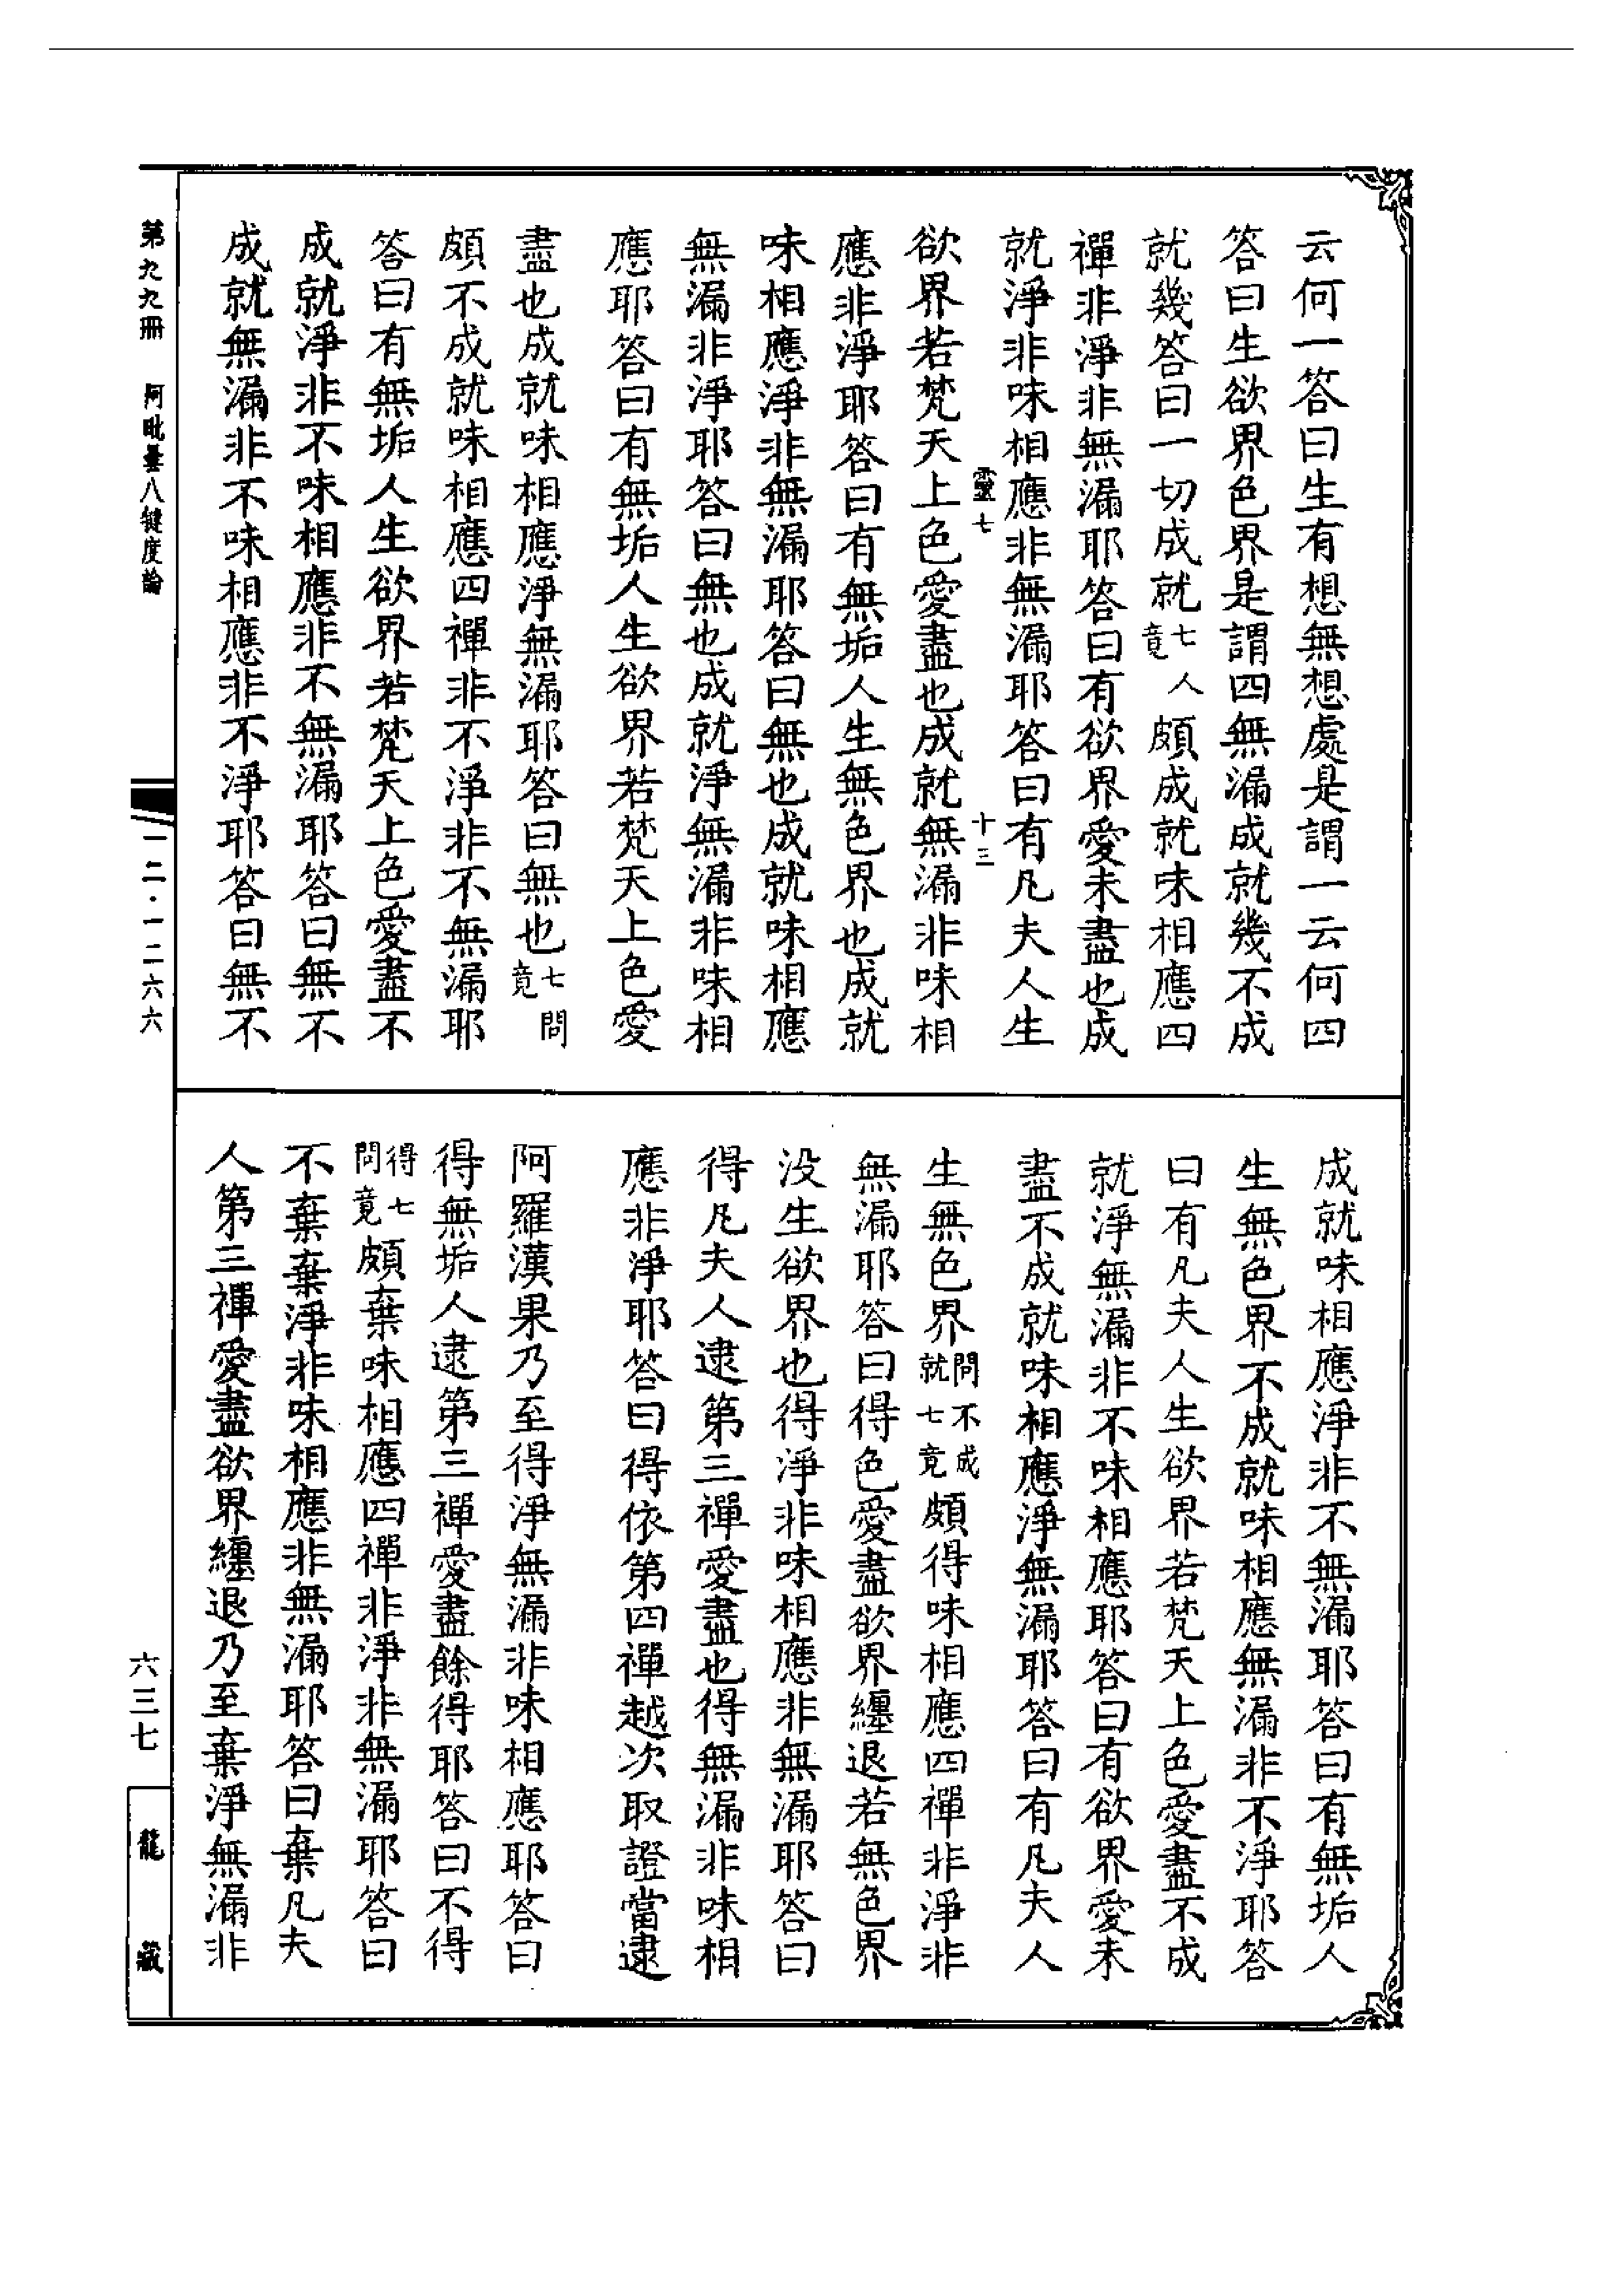 云何一答曰生有想無想處是謂一云何四
答曰生欲界色界是謂四無漏成就幾不成
就幾答曰一切成就七人竟頗成就味相應四
禪非淨非無漏耶答曰有欲界愛未盡也成
就淨非味相應非無漏耶答曰有凡夫人生
靈七 十三
欲界若梵天上色愛盡也成就無漏非味相
應非淨耶答曰有無垢人生無色界也成就
味相應淨非無漏耶答曰無也成就味相應
無漏非淨耶答曰無也成就淨無漏非味相
應耶答曰有無垢人生欲界若梵天上色愛
盡也成就味相應淨無漏耶答曰無也七問竟
頗不成就味相應四禪非不淨非不無漏耶
答曰有無垢人生欲界若梵天上色愛盡不
成就淨非不味相應非不無漏耶答曰無不
成就無漏非不味相應非不淨耶答曰無不
成就味相應淨非不無漏耶答曰有無垢人
生無色界不成就味相應無漏非不淨耶答
曰有凡夫人生欲界若梵天上色愛盡不成
就淨無漏非不味相應耶答曰有欲界愛未
盡不成就味相應淨無漏耶答曰有凡夫人
生無色界問不成就七竟頗得味相應四禪非淨非
無漏耶答曰得色愛盡欲界纏退若無色界
没生欲界也得淨非味相應非無漏耶答曰
得凡夫人逮第三禪愛盡也得無漏非味相
應非淨耶答曰得依第四禪越次取證當逮
阿羅漢果乃至得淨無漏非味相應耶答曰
得無垢人逮第三禪愛盡餘得耶答曰不得
得七問竟頗棄味相應四禪非淨非無漏耶答曰
不棄棄淨非味相應非無漏耶答曰棄凡夫
人第三禪愛盡欲界纏退乃至棄淨無漏非
第九九冊 阿毗曇八犍度論
一二·一二六六
六三七
龍藏